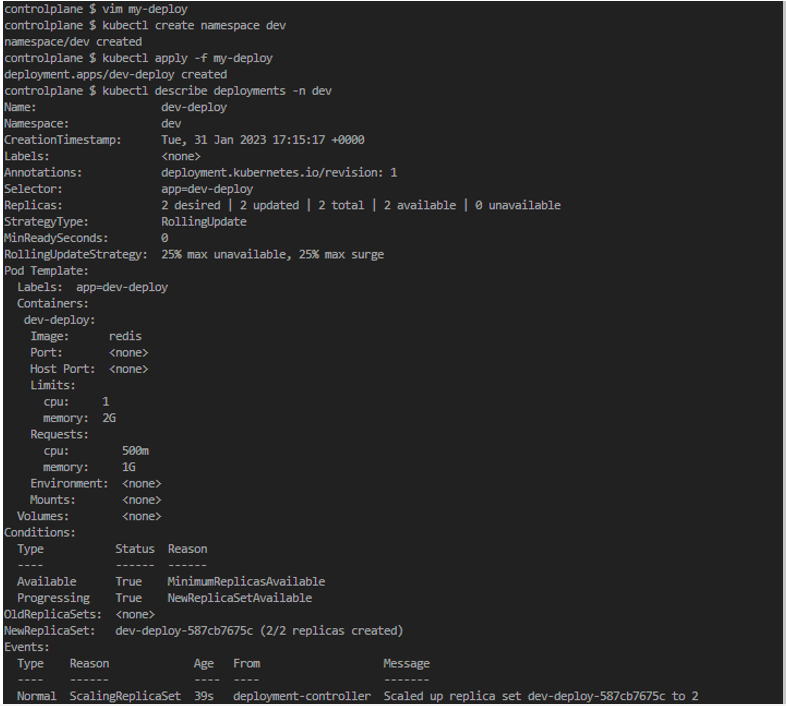 controlplane $ vim my-deploy
controlplane $ kubectl create namespace dev
namespace/dev created
controlplane $ kubectl apply -f my-deploy
deployment.apps/dev-deploy created
controlplane $ kubectl describe deployments -n dev
Name:                   dev-deploy
Namespace:              dev
CreationTimestamp:      Tue, 31 Jan 2023 17:15:17 +0000
Labels:                 <none>
Annotations:            deployment.kubernetes.io/revision: 1
Selector:               app=dev-deploy
Replicas:               2 desired | 2 updated | 2 total | 2 available | 0 unavailable
StrategyType:           RollingUpdate
MinReadySeconds:        0
RollingUpdateStrategy:  25% max unavailable, 25% max surge
Pod Template:
  Labels:  app=dev-deploy
  Containers:
   dev-deploy:
    Image:      redis
    Port:       <none>
    Host Port:  <none>
    Limits:
      cpu:     1
      memory:  2G
    Requests:
      cpu:        500m
      memory:     1G
    Environment:  <none>
    Mounts:       <none>
  Volumes:        <none>
Conditions:
  Type           Status  Reason
  ----           ------  ------
  Available      True    MinimumReplicasAvailable
  Progressing    True    NewReplicaSetAvailable
OldReplicaSets:  <none>
NewReplicaSet:   dev-deploy-587cb7675c (2/2 replicas created)
Events:
  Type    Reason             Age   From                   Message
  ----    ------             ----  ----                   -------
  Normal  ScalingReplicaSet  39s   deployment-controller  Scaled up replica set dev-deploy-587cb7675c to 2